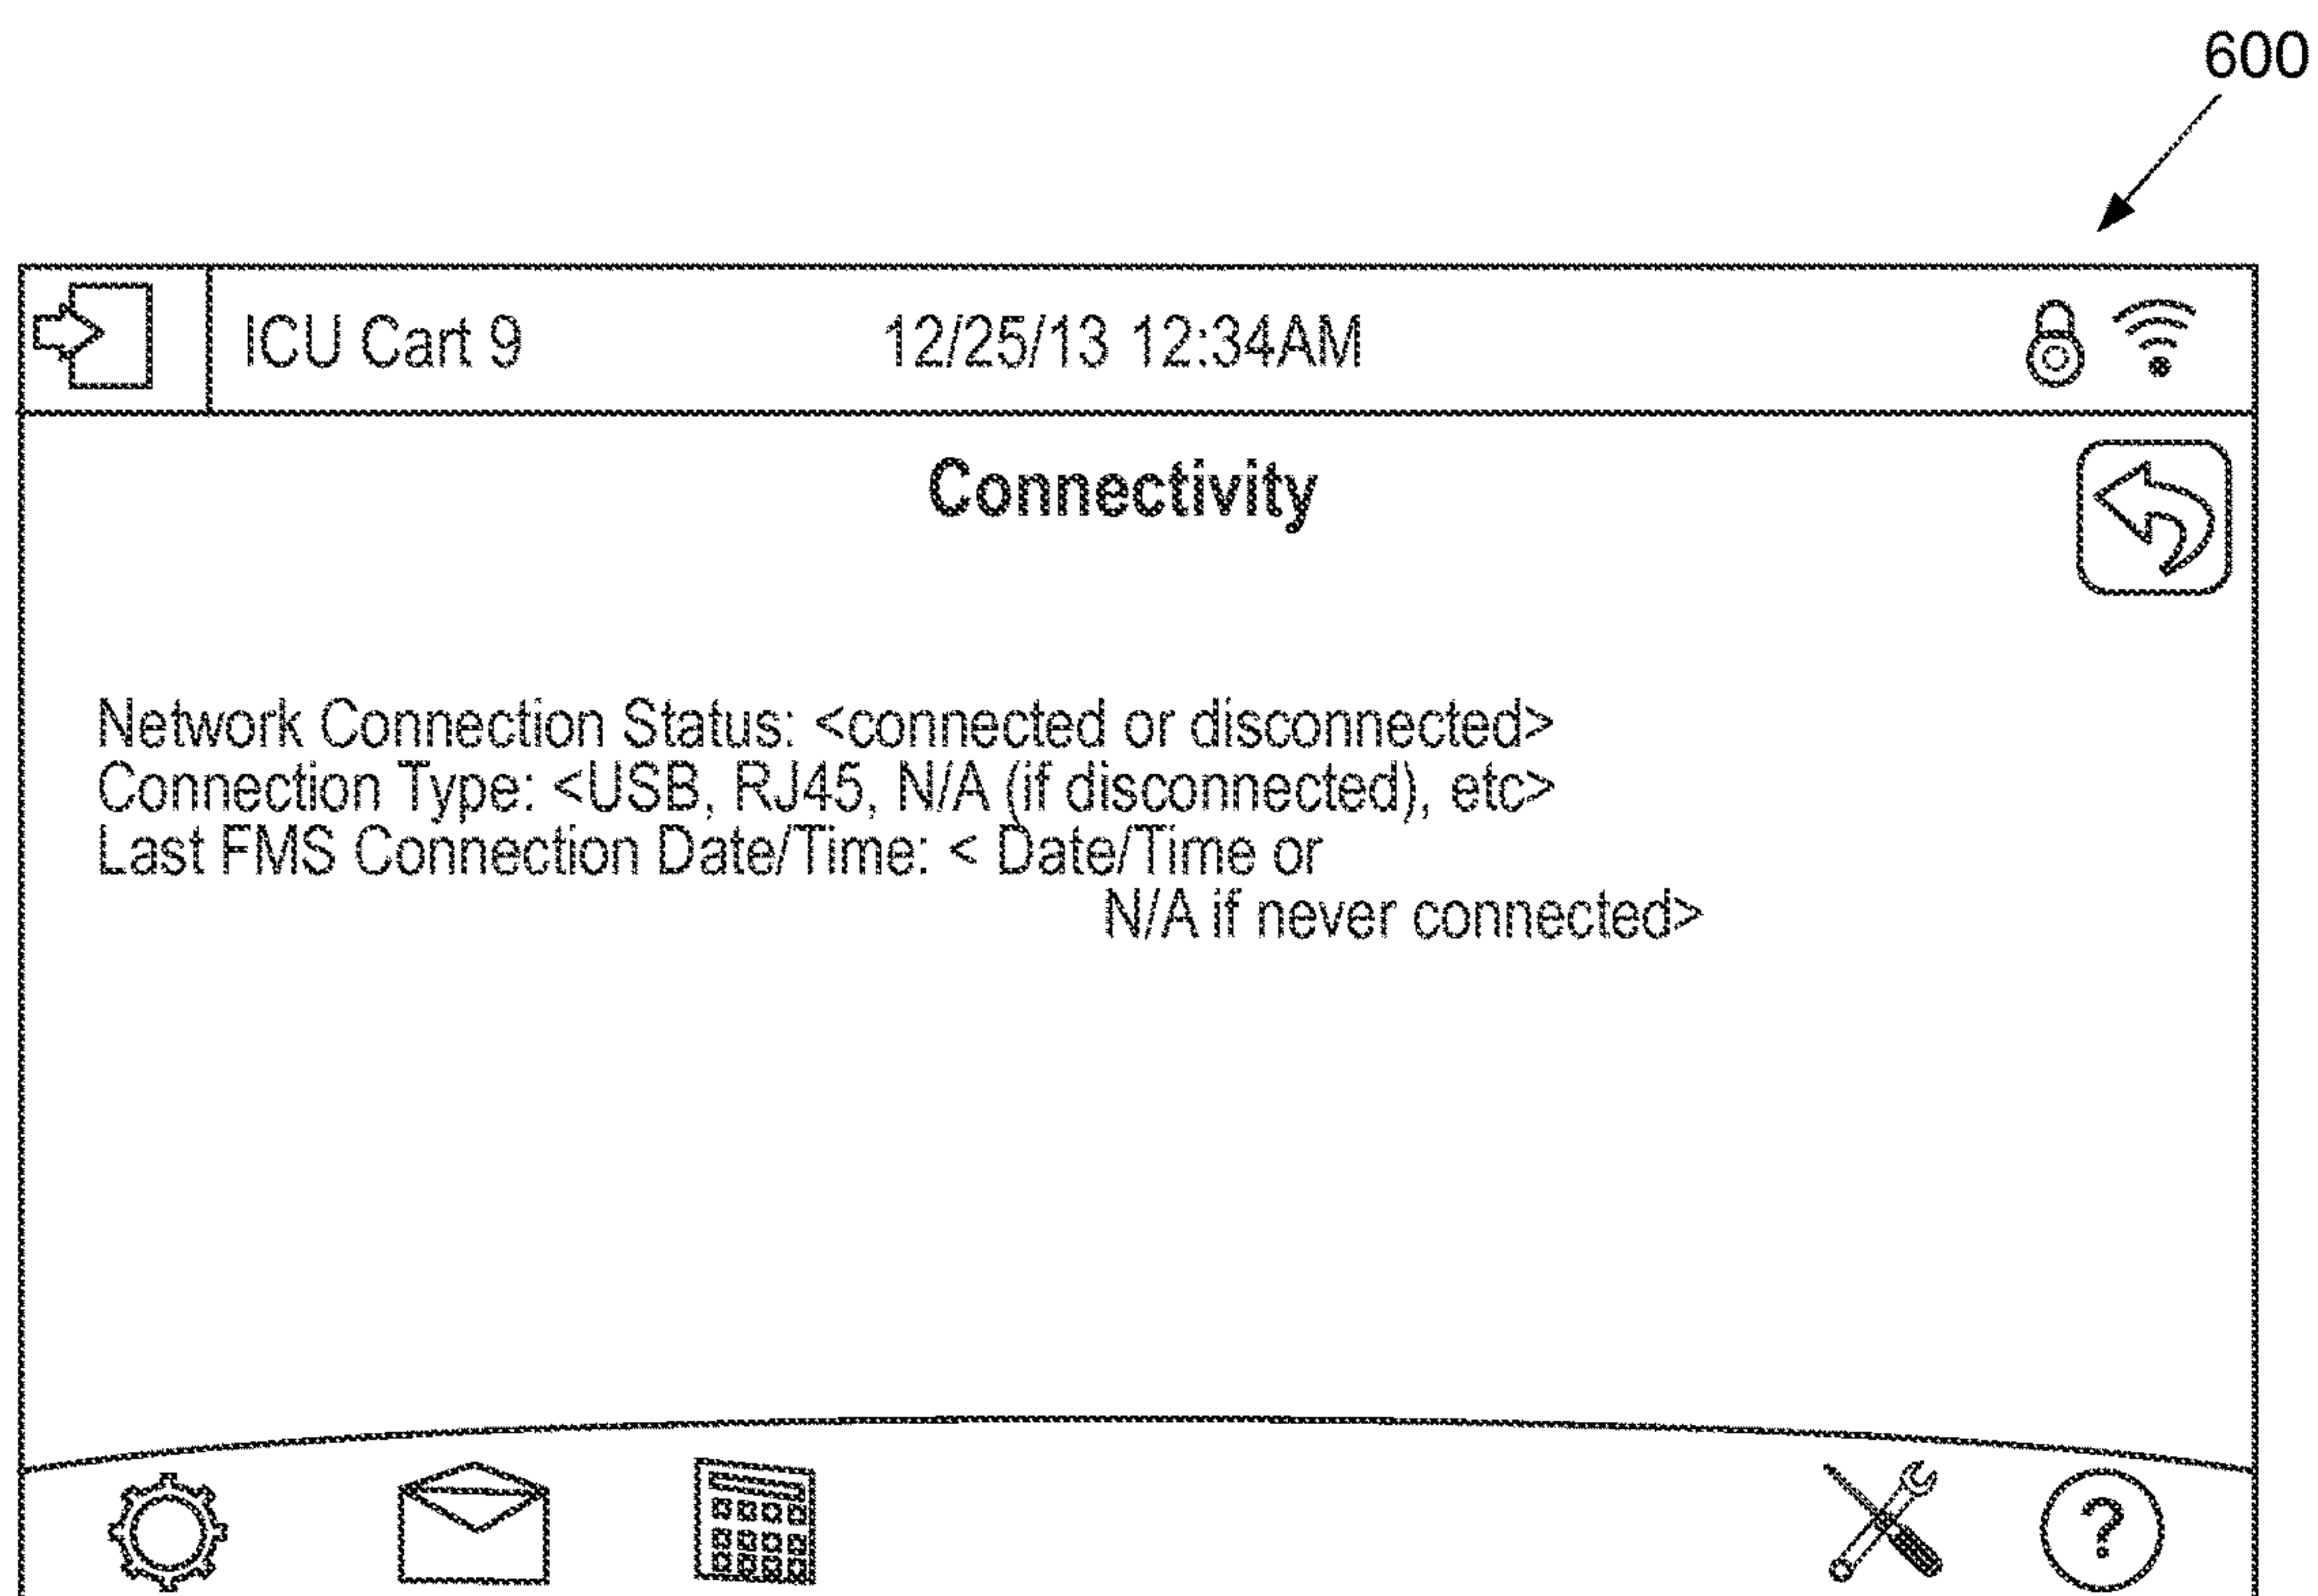 600
ICU Cart 9 12/25/13 12:34AM
Connectivity
Network Connection Status: <connected or disconnected>
Connection Type: <USB, RJ45, N/A (if disconnected), etc>
Last FMS Connection Date/Time: < Date/Time or
N/A if never connected>
?